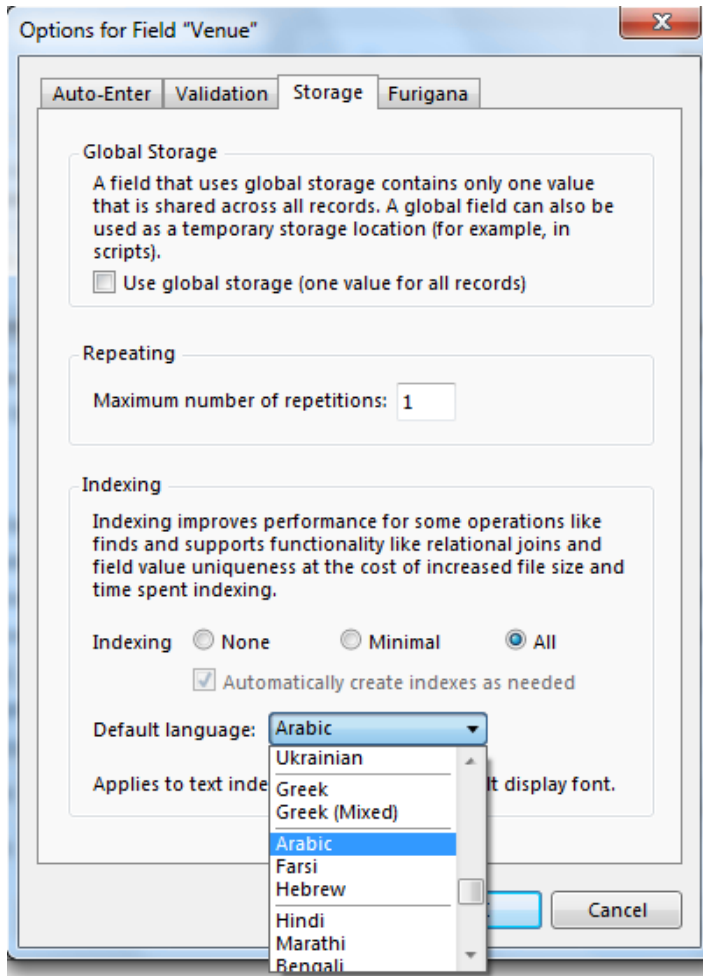 Options for Field “Venue”
Auto-Enter Validation Storage Furigana
Global Storage
A field that uses global storage contains only one value
that is shared across all records. A global field can also be
used as a temporary storage location (for example, in
scripts).
Use global storage (one value for all records)
Repeating
Maximum number of repetitions: 1
Indexing
Indexing improves performance for some operations like
finds and supports functionality like relational joins and
field value uniqueness at the cost of increased file size and
time spent indexing.
Indexing None Minimal All
Automatically create indexes as needed
Default language: Arabic
Ukrainian
Applies to text inde lt display font.
Greek
Greek (Mixed)
Arabic
Farsi
Hebrew
Hindi
Marathi
Bengali
Cancel